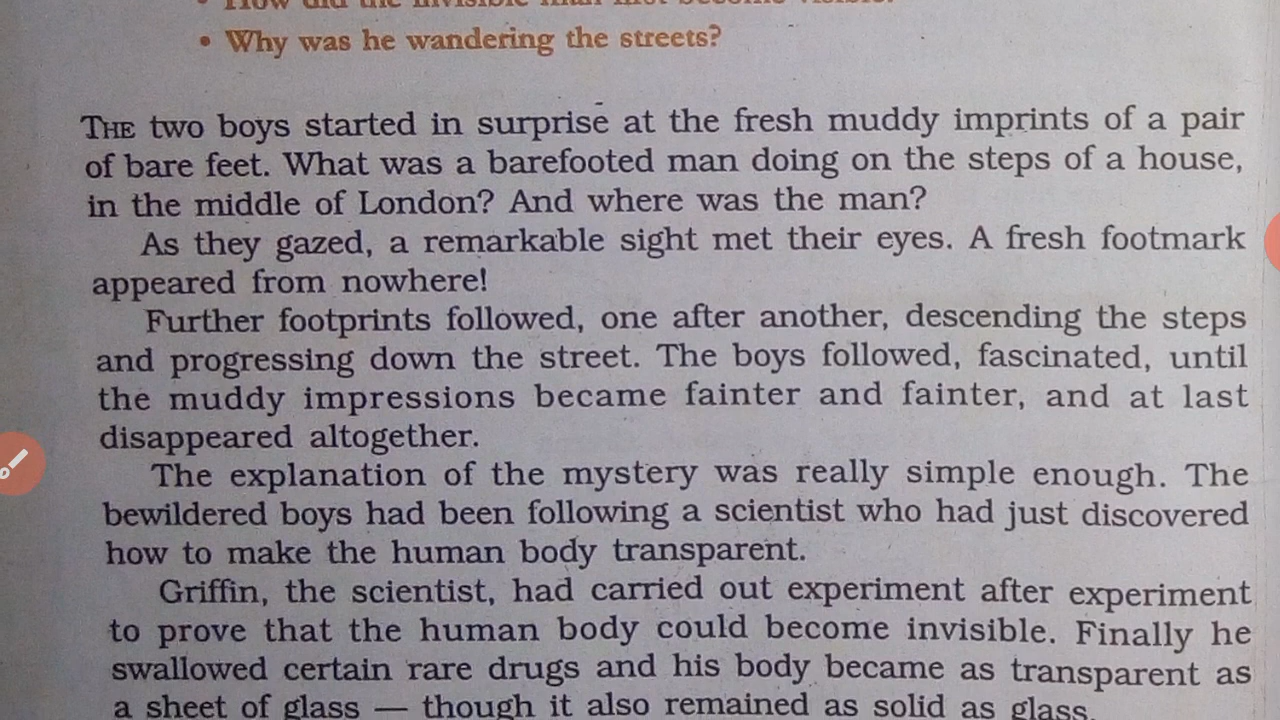 • How did the invisible man first become visible?
• Why was he wandering the streets?
THE two boys started in surprise at the fresh muddy imprints of a pair
of bare feet. What was a barefooted man doing on the steps of a house,
in the middle of London? And where was the man?
As they gazed, a remarkable sight met their eyes. A fresh footmark
appeared from nowhere!
Further footprints followed, one after another, descending the steps
and progressing down the street. The boys followed, fascinated, until
the muddy impressions became fainter and fainter, and at last
disappeared altogether.
The explanation of the mystery was really simple enough. The
bewildered boys had been following a scientist who had just discovered
how to make the human body transparent.
Griffin, the scientist, had carried out experiment after experiment
to prove that the human body could become invisible. Finally he
swallowed certain rare drugs and his body became as transparent as
a sheet of glass — though it also remained as solid as glass.